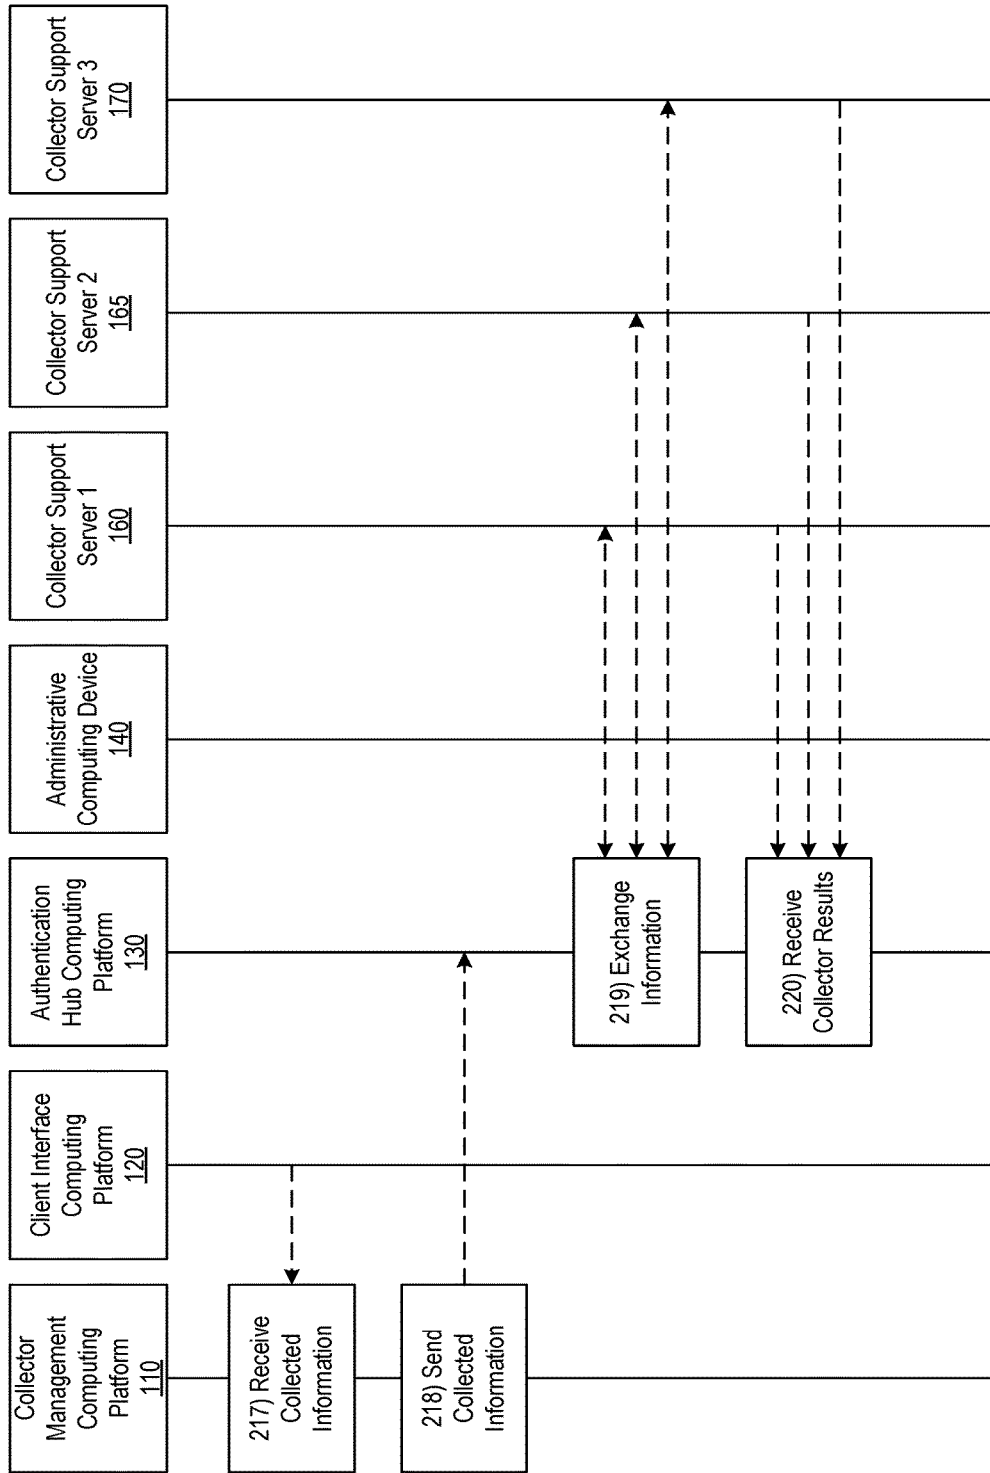 Collector
Management
Computing
Platform
110
Client Interface
Computing
Platform
120
Authentication
Hub Computing
Platform
130
Administrative
Computing Device
140
Collector Support
Server 1
160
Collector Support
Server 2
165
Collector Support
Server 3
170
217) Receive
Collected
Information
218) Send
Collected
Information
219) Exchange
Information
220) Receive
Collector Results